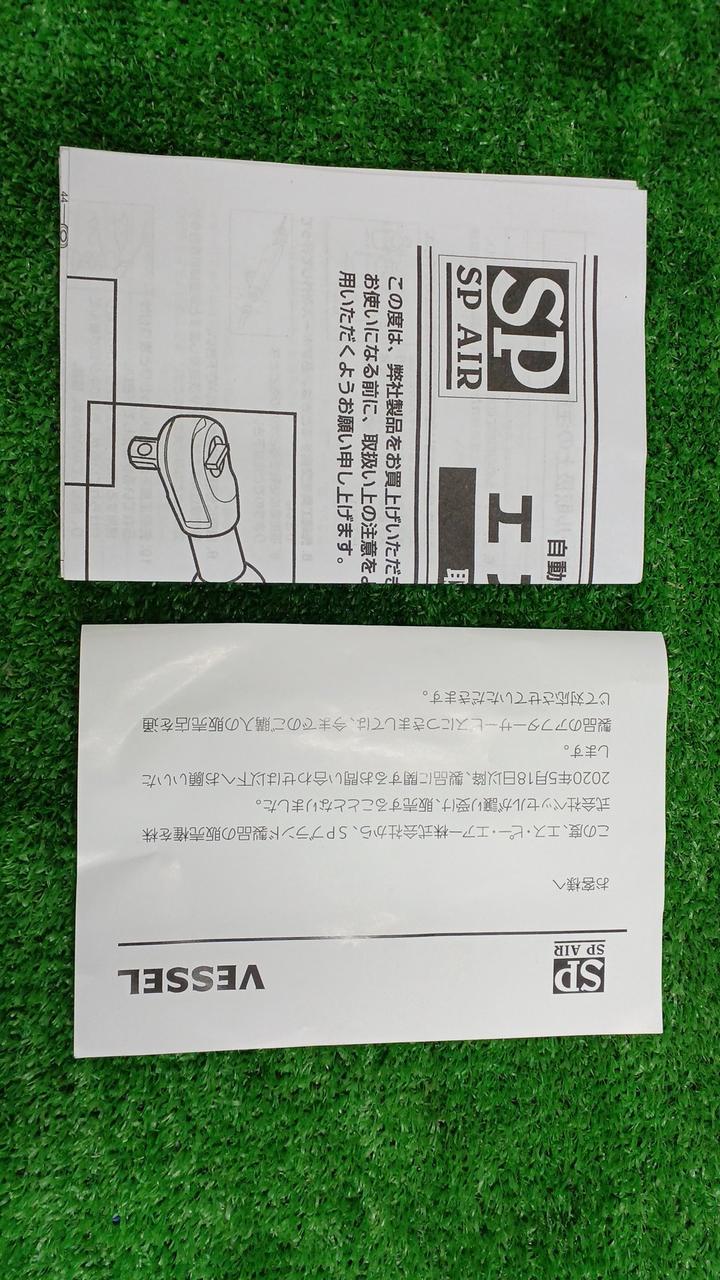 SP
SP AIR
自動
エ
この度は、弊社製品をお買上げいただき
お使いになる前に、取扱い上の注意をよ
用いただくようお願い申し上げます。
44
SP
SP AIR
VESSEL
お客様へ
この度、エス・ピー・エアー株式会社から、SPブランド製品の販売権を株
式会社ベッセルが譲り受け、販売することとなりました。
2020年5月18日以降、製品に関するお問い合わせは以下へお願いいた
します。
製品のアフターサービスにつきましては、今までのご購入の販売店を通
じて対応させていただきます。